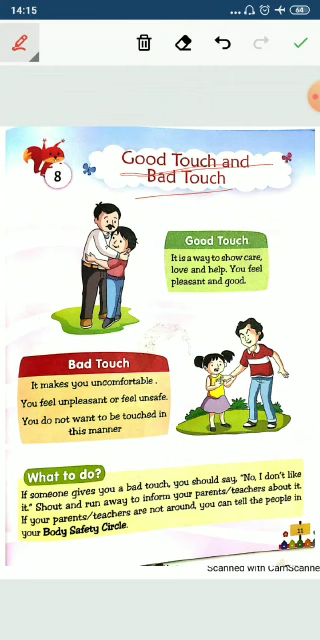 14:15
64
8
Good Touch and
Bad Touch
Good Touch
It is a way to show care,
love and help. You feel
pleasant and good.
Bad Touch
It makes you uncomfortable .
You feel unpleasant or feel unsafe.
You do not want to be touched in
this manner
What to do?
If someone gives you a bad touch, you should say, "No, I don't like
it." Shout and run away to inform your parents/teachers about it.
If your parents/teachers are not around, you can tell the people in
your Body Safety Circle.
11
Scanned with CamScanne